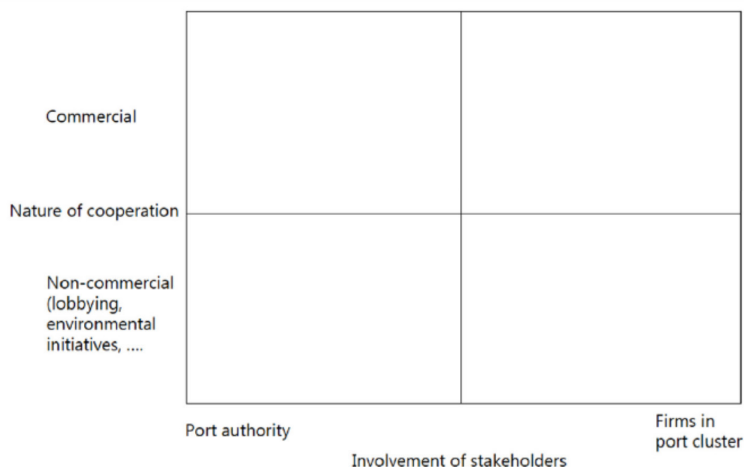 Commercial
Nature of cooperation
Non-commercial
(lobbying,
environmental
initiatives, ....
Port authority
Firms in
port cluster
Involvement of stakeholders